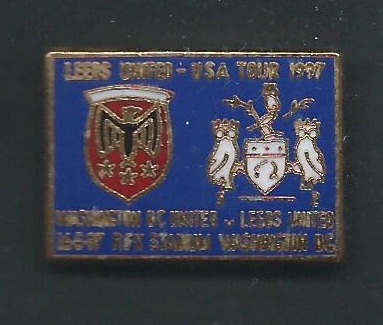 LEEDS UNITED - USA TOUR 1997
WASHINGTON DC UNITED - LEEDS UNITED
RFK STADIUM WASHINGTON DC